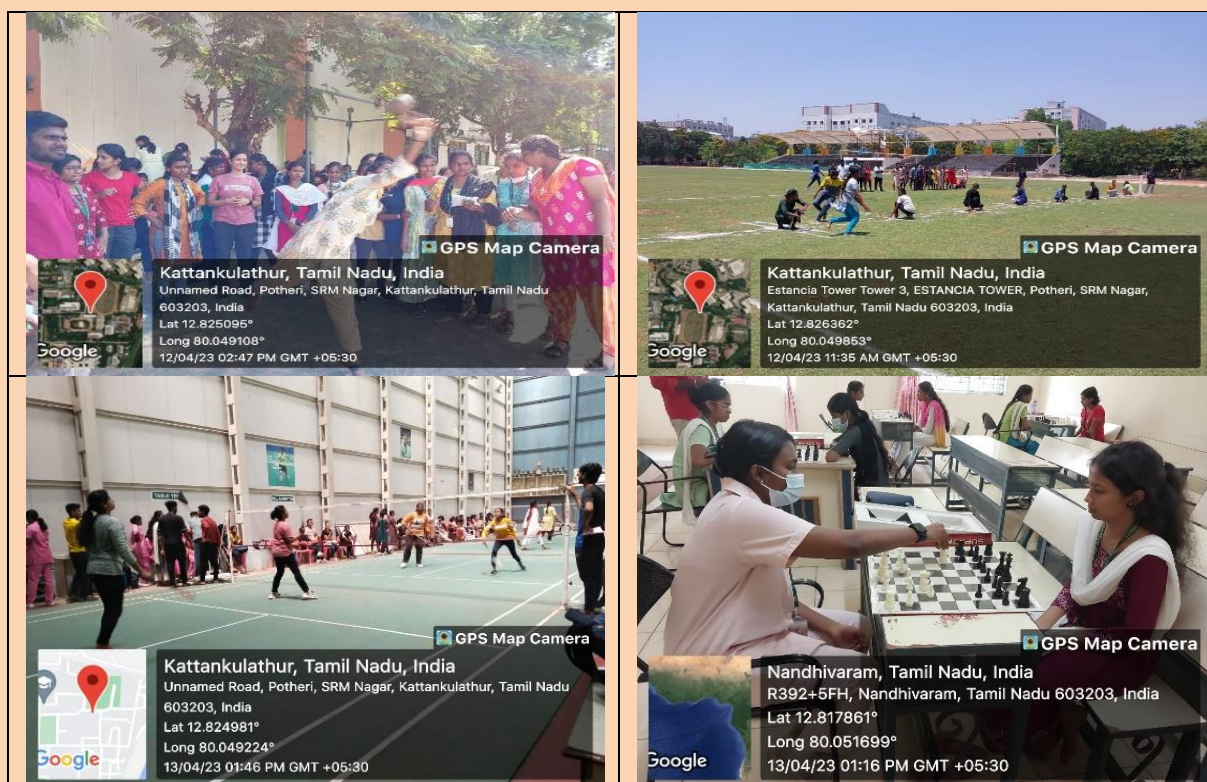 GPS Map Camera
Kattankulathur, Tamil Nadu, India
Unnamed Road, Potheri, SRM Nagar, Kattankulathur, Tamil Nadu
603203, India
Lat 12.825095°
Long 80.049108°
12/04/23 02:47 PM GMT +05:30
Google
GPS Map Camera
Kattankulathur, Tamil Nadu, India
Estancia Tower Tower 3, ESTANCIA TOWER, Potheri, SRM Nagar,
Kattankulathur, Tamil Nadu 603203, India
Lat 12.826362°
Long 80.049853°
12/04/23 11:35 AM GMT +05:30
Google
TABLE TE
GPS Map Camera
Kattankulathur, Tamil Nadu, India
Unnamed Road, Potheri, SRM Nagar, Kattankulathur, Tamil Nadu
603203, India
Lat 12.824981°
Long 80.049224°
13/04/23 01:46 PM GMT +05:30
Google
GPS Map Camera
Nandhivaram, Tamil Nadu, India
R392+5FH, Nandhivaram, Tamil Nadu 603203, India
Lat 12.817861°
Long 80.051699°
13/04/23 01:16 PM GMT +05:30
Google